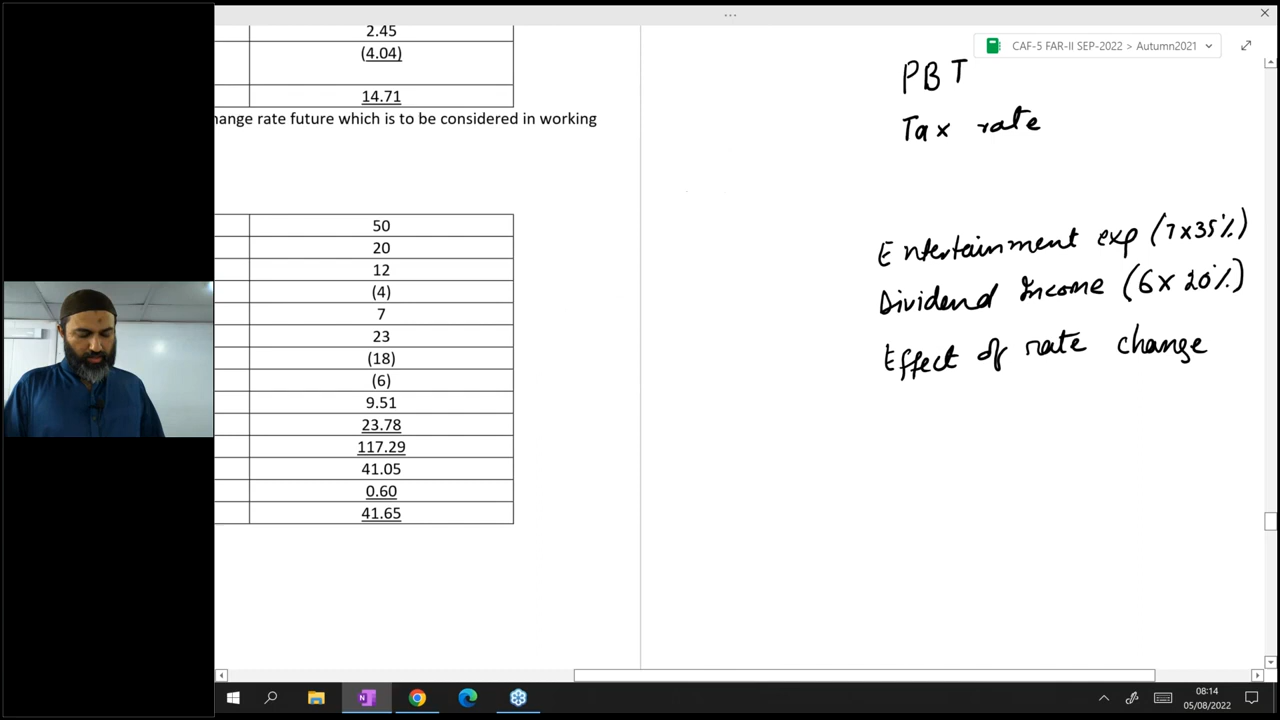 CAF-5 FAR-II SEP-2022 > Autumn2021
2.45
(4.04)
14.71
hange rate future which is to be considered in working
50
20
12
(4)
7
23
(18)
(6)
9.51
23.78
117.29
41.05
0.60
41.65
PBT
Tax rate
Entertainment exp (7x35%)
Dividend Income (6x20%)
Effect of rate change
08:14
05/08/2022